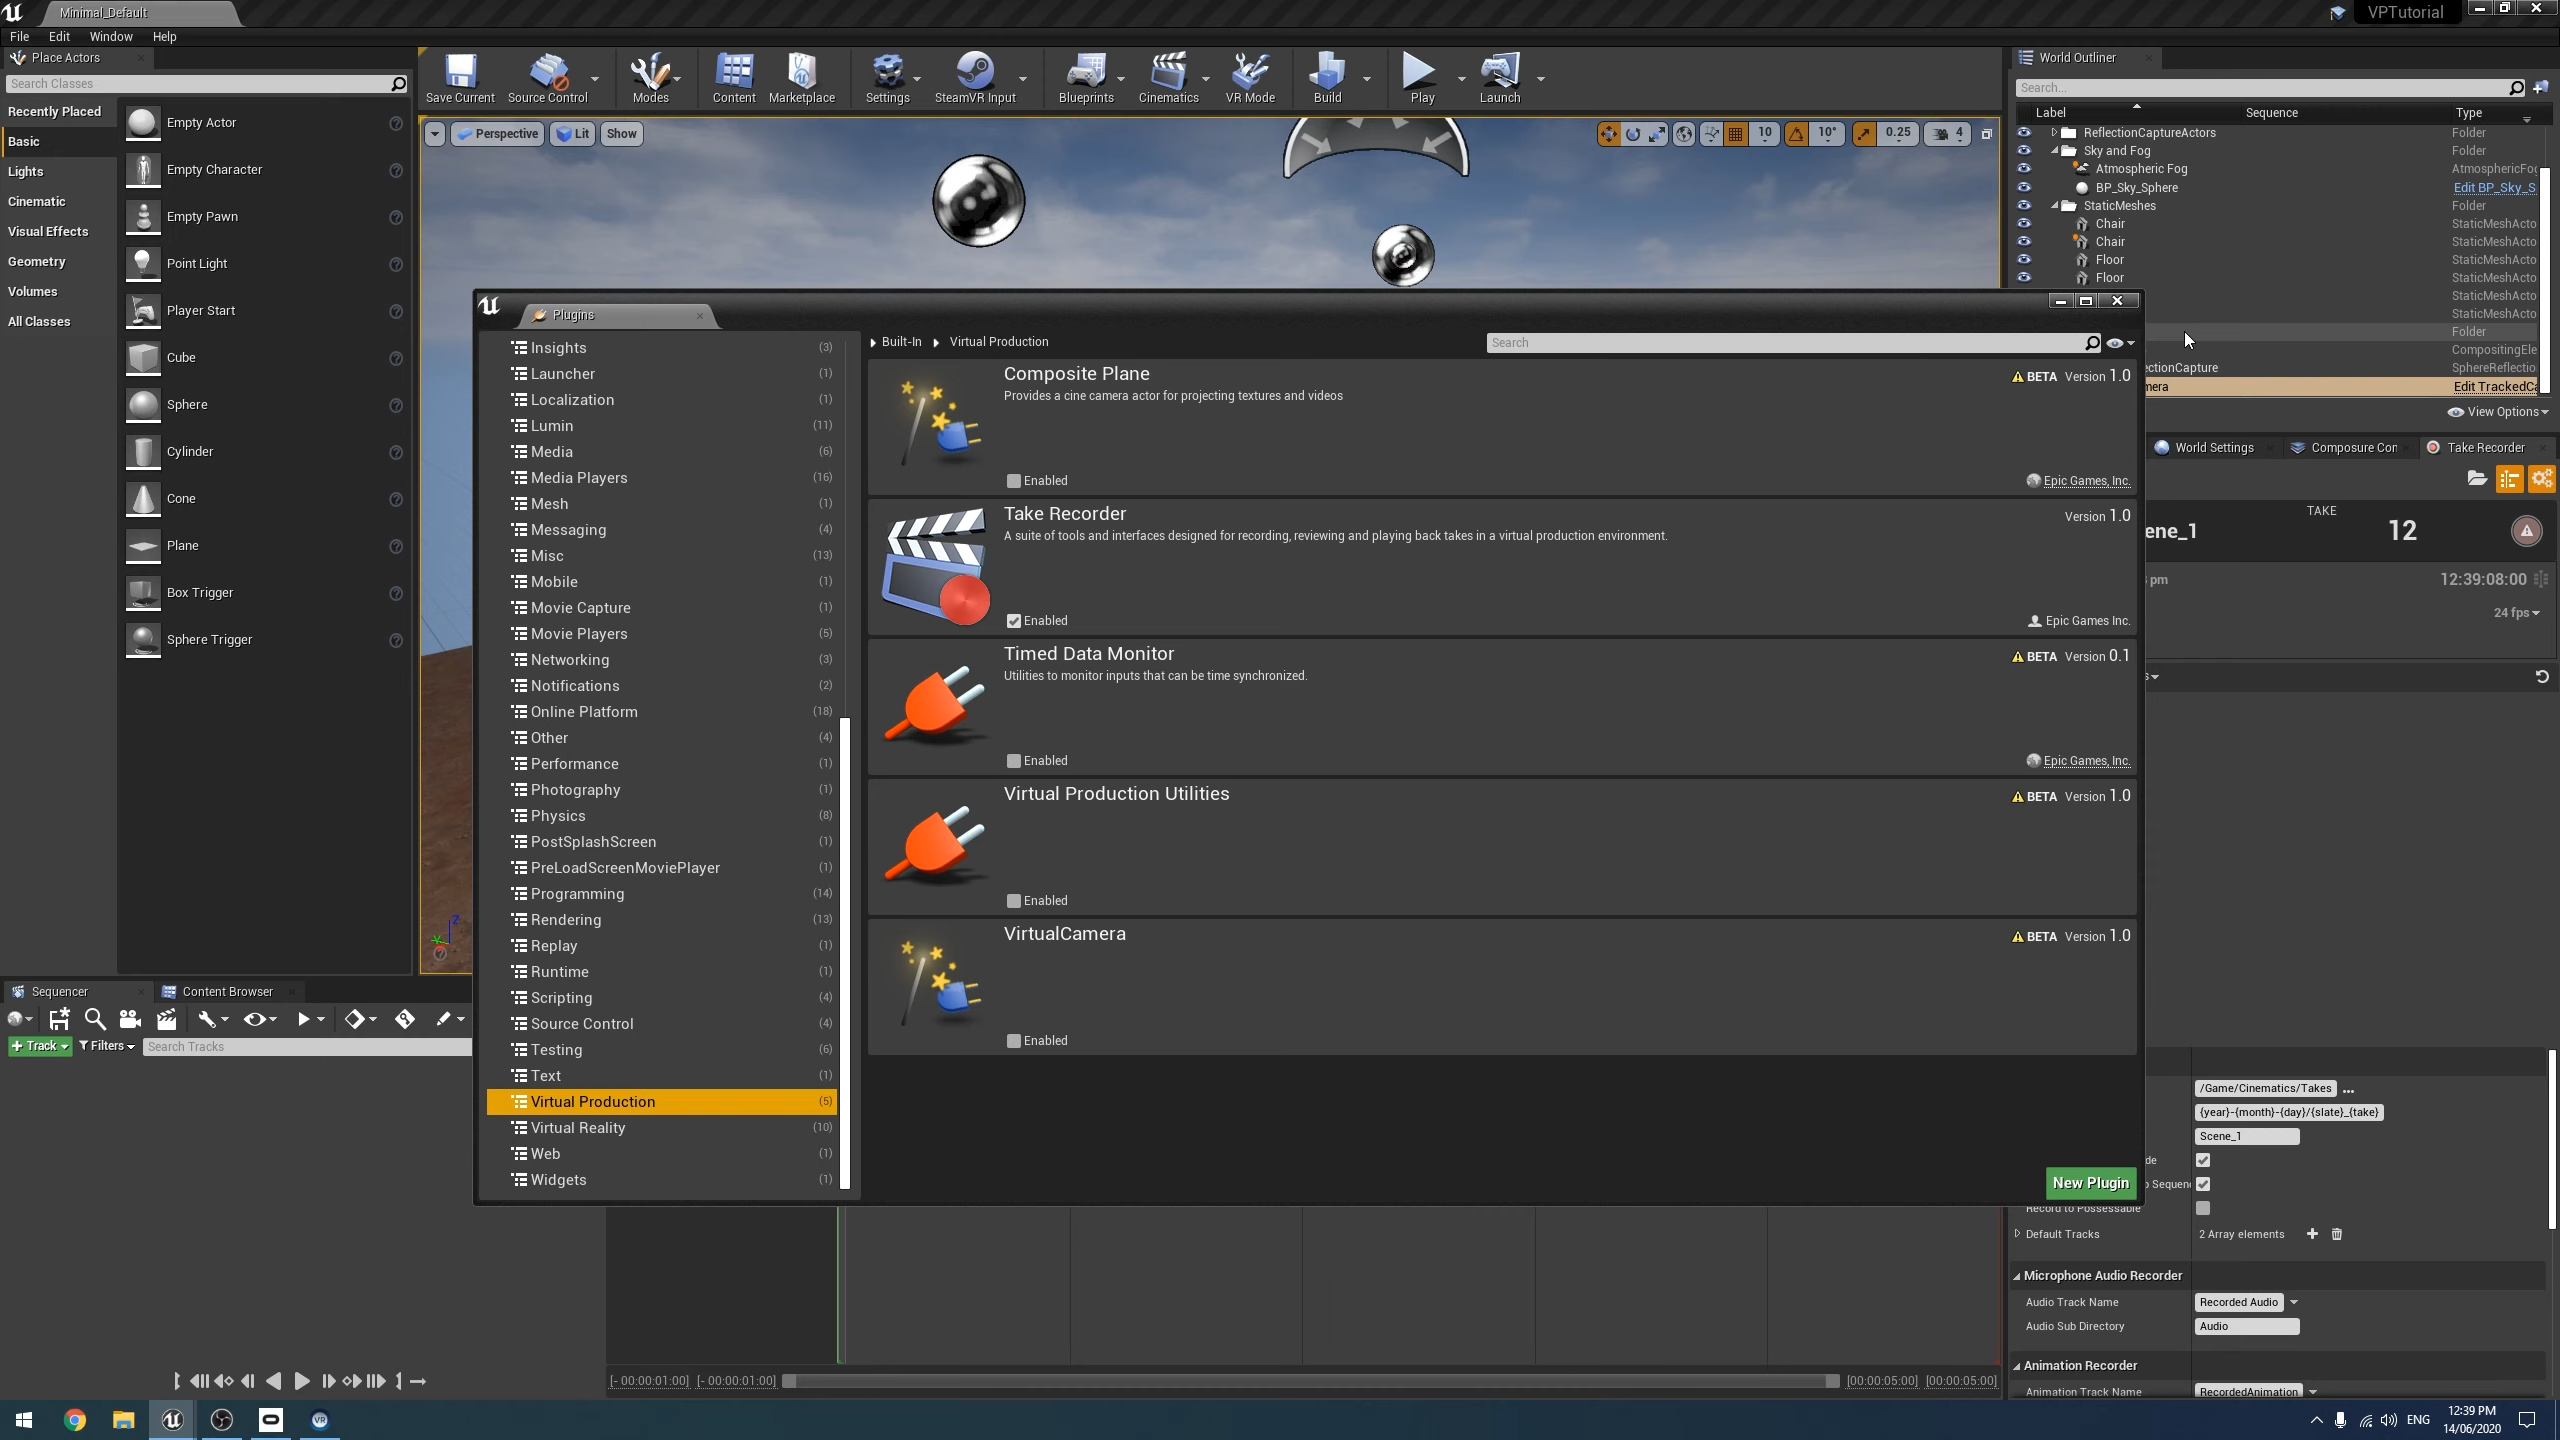 Minimal_Default
VPTutorial
File Edit Window Help
Place Actors
Search Classes
Recently Placed
Basic
Lights
Cinematic
Visual Effects
Geometry
Volumes
All Classes
Empty Actor
Empty Character
Empty Pawn
Point Light
Player Start
Cube
Sphere
Cylinder
Cone
Plane
Box Trigger
Sphere Trigger
Save Current Source Control Modes Content Marketplace Settings SteamVR Input Blueprints Cinematics VR Mode Build Play Launch
Perspective Lit Show
10 10° 0.25 4
World Outliner
Search...
Label Sequence Type
ReflectionCaptureActors Folder
Sky and Fog Folder
Atmospheric Fog AtmosphericFog
BP_Sky_Sphere Edit BP_Sky_S
StaticMeshes Folder
Chair StaticMeshActo
Chair StaticMeshActo
Floor StaticMeshActo
Floor StaticMeshActo
StaticMeshActo
StaticMeshActo
Folder
CompositingEle
ectionCapture SphereReflectio
mera Edit TrackedCa
View Options
World Settings Composure Con Take Recorder
TAKE
ene_1 12
pm 12:39:08:00
24 fps
Plugins
Insights (3)
Launcher (1)
Localization (1)
Lumin (11)
Media (6)
Media Players (16)
Mesh (1)
Messaging (4)
Misc (13)
Mobile (1)
Movie Capture (1)
Movie Players (5)
Networking (3)
Notifications (2)
Online Platform (18)
Other (4)
Performance (1)
Photography (1)
Physics (8)
PostSplashScreen (1)
PreLoadScreenMoviePlayer (1)
Programming (14)
Rendering (13)
Replay (1)
Runtime (1)
Scripting (4)
Source Control (4)
Testing (6)
Text (1)
Virtual Production (5)
Virtual Reality (10)
Web (1)
Widgets (1)
Built-In Virtual Production
Search
Composite Plane BETA Version 1.0
Provides a cine camera actor for projecting textures and videos
Enabled Epic Games, Inc.
Take Recorder Version 1.0
A suite of tools and interfaces designed for recording, reviewing and playing back takes in a virtual production environment.
Enabled Epic Games Inc.
Timed Data Monitor BETA Version 0.1
Utilities to monitor inputs that can be time synchronized.
Enabled Epic Games, Inc.
Virtual Production Utilities BETA Version 1.0
Enabled
VirtualCamera BETA Version 1.0
Enabled
New Plugin
Sequencer Content Browser
+ Track Filters Search Tracks
[- 00:00:01:00] [- 00:00:01:00] [00:00:05:00] [00:00:05:00]
/Game/Cinematics/Takes
{year}-{month}-{day}/{slate}_{take}
Scene_1
de
o Sequen
Record to Possessable
Default Tracks 2 Array elements
Microphone Audio Recorder
Audio Track Name Recorded Audio
Audio Sub Directory Audio
Animation Recorder
Animation Track Name RecordedAnimation
ENG
12:39 PM
14/06/2020